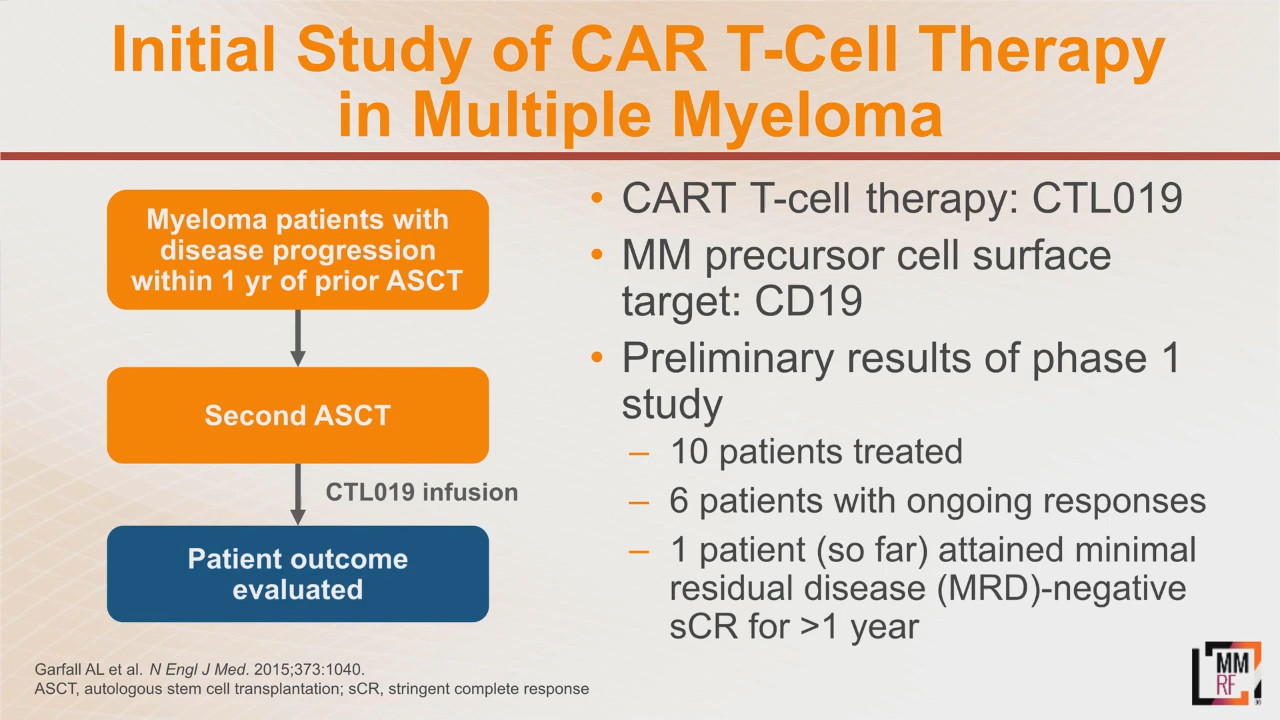 Initial Study of CAR T-Cell Therapy
in Multiple Myeloma
Myeloma patients with
disease progression
within 1 yr of prior ASCT
Second ASCT
CTL019 infusion
Patient outcome
evaluated
• CART T-cell therapy: CTL019
• MM precursor cell surface
target: CD19
• Preliminary results of phase 1
study
– 10 patients treated
– 6 patients with ongoing responses
– 1 patient (so far) attained minimal
residual disease (MRD)-negative
sCR for >1 year
Garfall AL et al. N Engl J Med. 2015;373:1040.
ASCT, autologous stem cell transplantation; sCR, stringent complete response
MM
RF